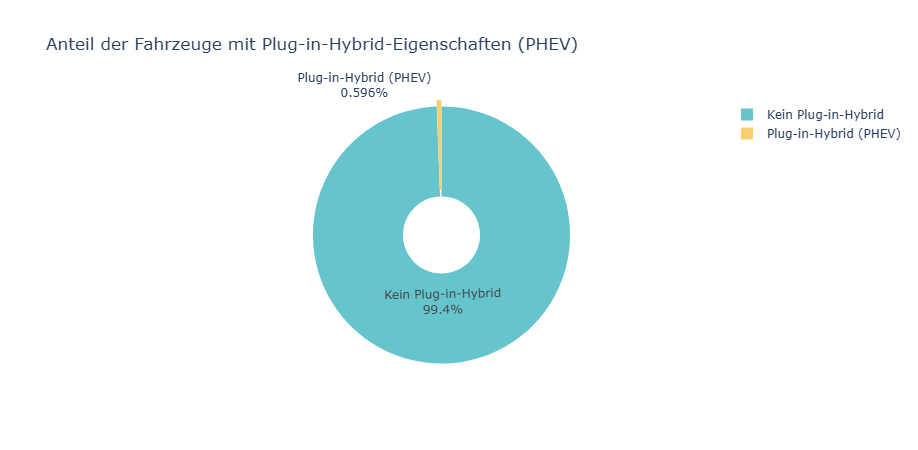 Anteil der Fahrzeuge mit Plug-in-Hybrid-Eigenschaften (PHEV)
Plug-in-Hybrid (PHEV)
0.596%
Kein Plug-in-Hybrid
Plug-in-Hybrid (PHEV)
Kein Plug-in-Hybrid
99.4%